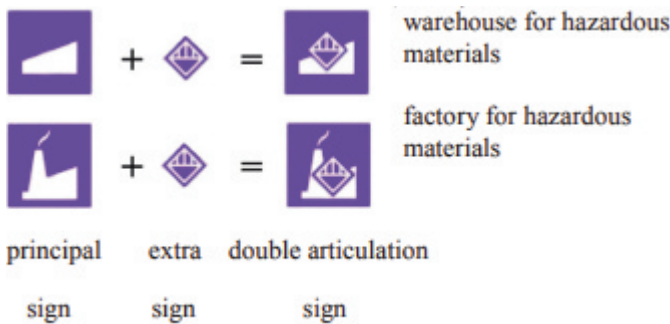 + = warehouse for hazardous
materials
+ = factory for hazardous
materials
principal extra double articulation
sign sign sign